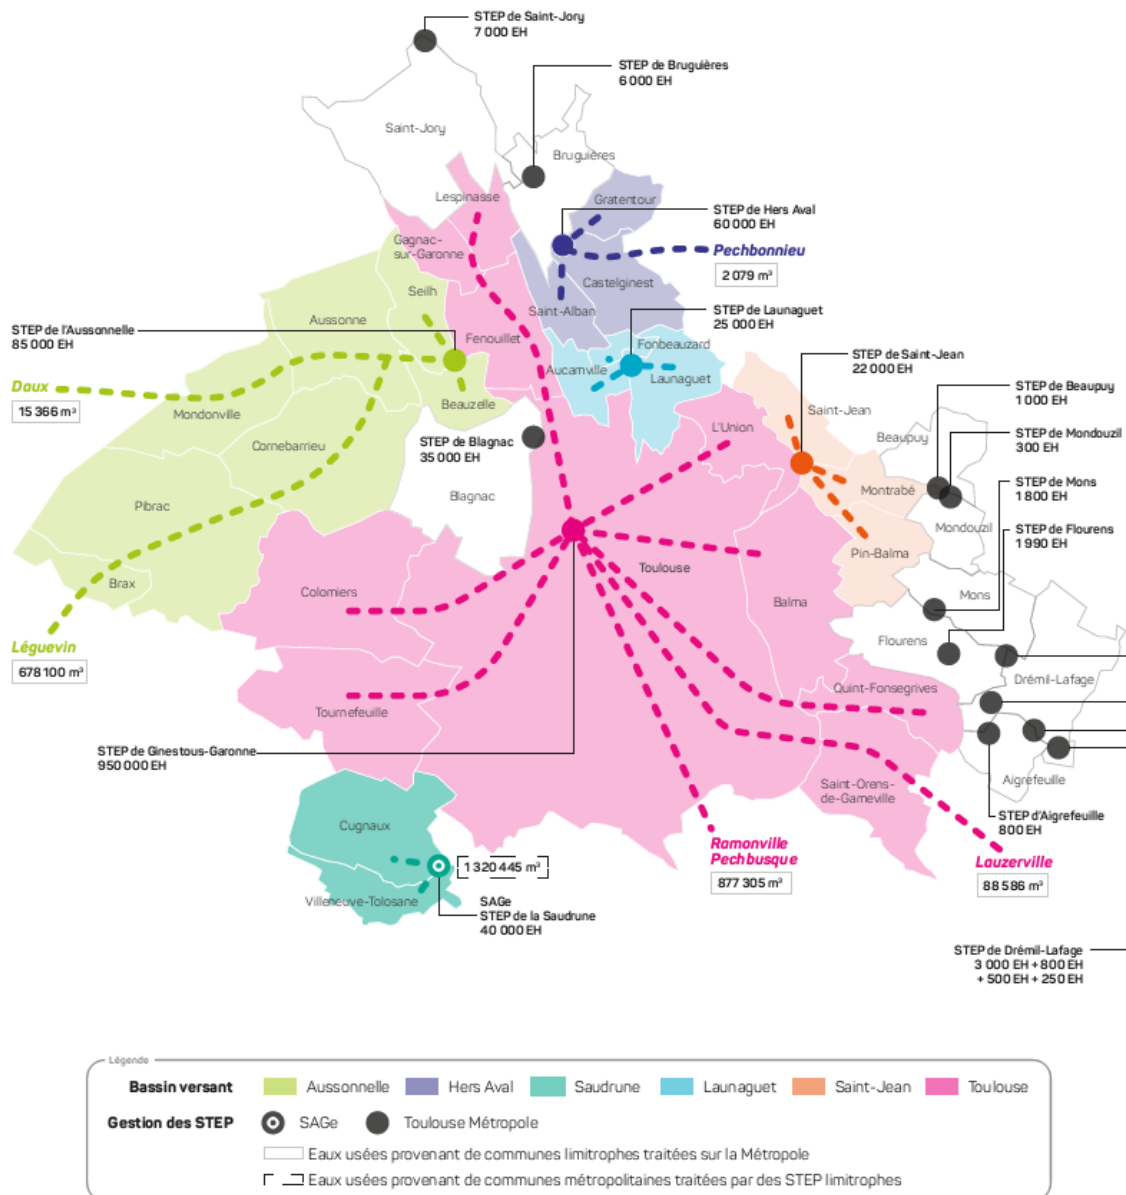 STEP de Saint-Jory
7 000 EH
STEP de Bruguières
6 000 EH
Saint-Jory
Bruguières
Lespinasse
Gratentour
STEP de Hers Aval
60 000 EH
Gagnac-
sur-Garonne
Pechbonnieu
2 079 m³
Castelginest
Seilh
Saint-Alban
STEP de Launaguet
25 000 EH
Aussonne
STEP de l'Aussonnelle
85 000 EH
Fenouillet
Fonbeauzard
Aucamville
Launaguet
STEP de Saint-Jean
22 000 EH
Daux
15 366 m³
Mondonville
Beauzelle
Saint-Jean
STEP de Beaupuy
1 000 EH
L'Union
Beaupuy
STEP de Mondouzil
300 EH
Cornebarrieu
STEP de Blagnac
35 000 EH
Blagnac
Montrabé
STEP de Mons
1 800 EH
Pibrac
Mondouzil
STEP de Flourens
1 990 EH
Pin-Balma
Toulouse
Brax
Colomiers
Balma
Mons
Léguevin
678 100 m³
Flourens
Drémil-Lafage
Quint-Fonsegrives
Tournefeuille
STEP de Ginestous-Garonne
950 000 EH
Saint-Orens-
de-Gameville
Aigrefeuille
STEP d'Aigrefeuille
800 EH
Cugnaux
Ramonville
Pechbusque
877 305 m³
Lauzerville
88 586 m³
1 320 445 m³
Villeneuve-Tolosane
SAGe
STEP de la Saudrune
40 000 EH
STEP de Drémil-Lafage
3 000 EH + 800 EH
+ 500 EH + 250 EH
Légende
Bassin versant
Aussonnelle
Hers Aval
Saudrune
Launaguet
Saint-Jean
Toulouse
Gestion des STEP
SAGe
Toulouse Métropole
Eaux usées provenant de communes limitrophes traitées sur la Métropole
Eaux usées provenant de communes métropolitaines traitées par des STEP limitrophes